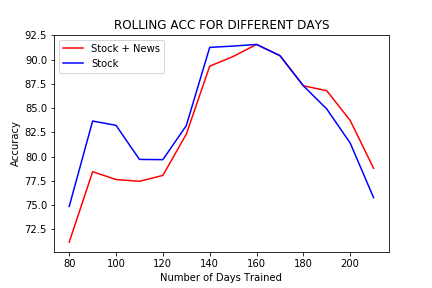 ROLLING ACC FOR DIFFERENT DAYS
92.5
90.0
87.5
85.0
82.5
80.0
77.5
75.0
72.5
Accuracy
Stock + News
Stock
80 100 120 140 160 180 200
Number of Days Trained